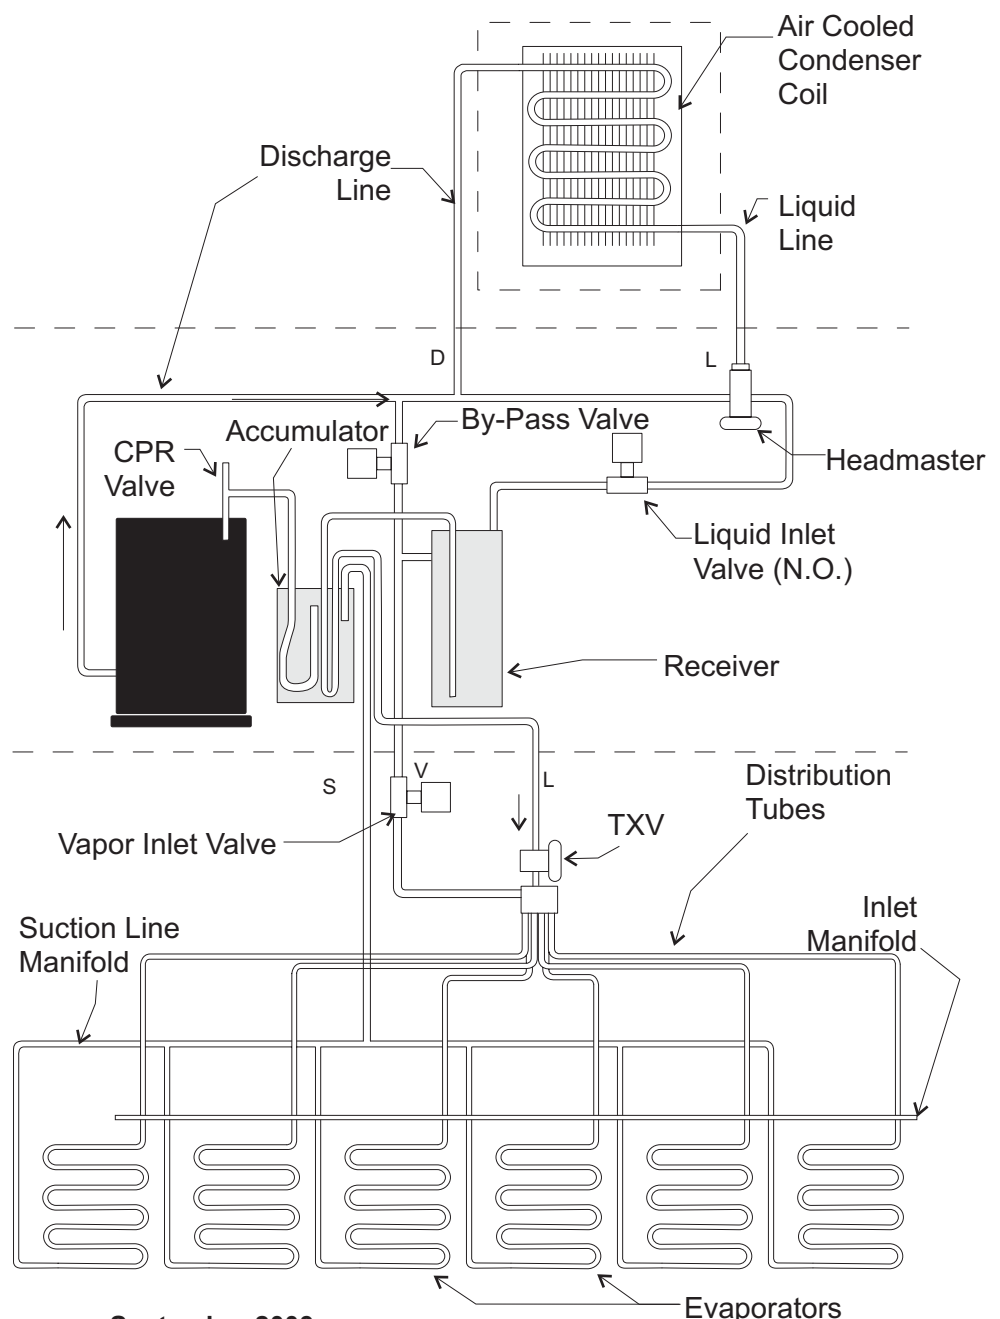 Air Cooled
Condenser
Coil
Discharge
Line
Liquid
Line
D
L
By-Pass Valve
Accumulator
CPR
Valve
Headmaster
Liquid Inlet
Valve (N.O.)
Receiver
S
V
L
Distribution
Tubes
TXV
Vapor Inlet Valve
Inlet
Manifold
Suction Line
Manifold
Evaporators